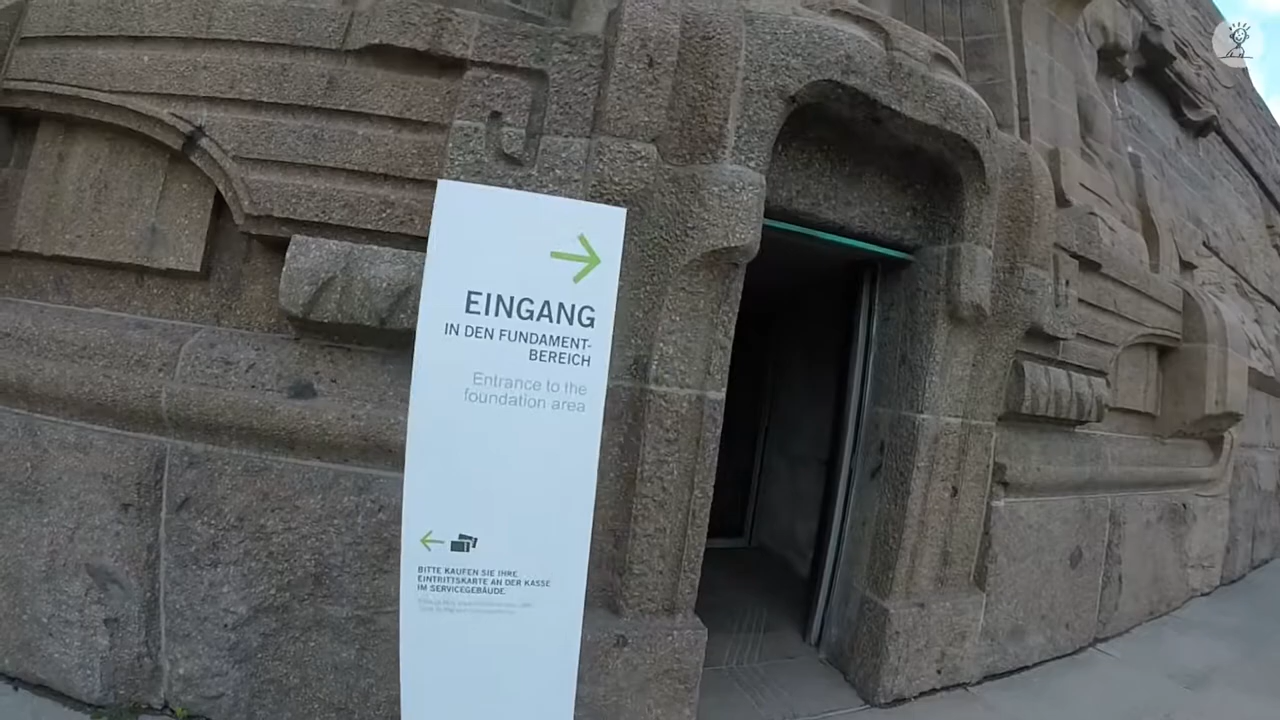 EINGANG
IN DEN FUNDAMENT-
BEREICH
Entrance to the
foundation area
BITTE KAUFEN SIE IHRE
EINTRITTSKARTE AN DER KASSE
IM SERVICEGEBÄUDE.